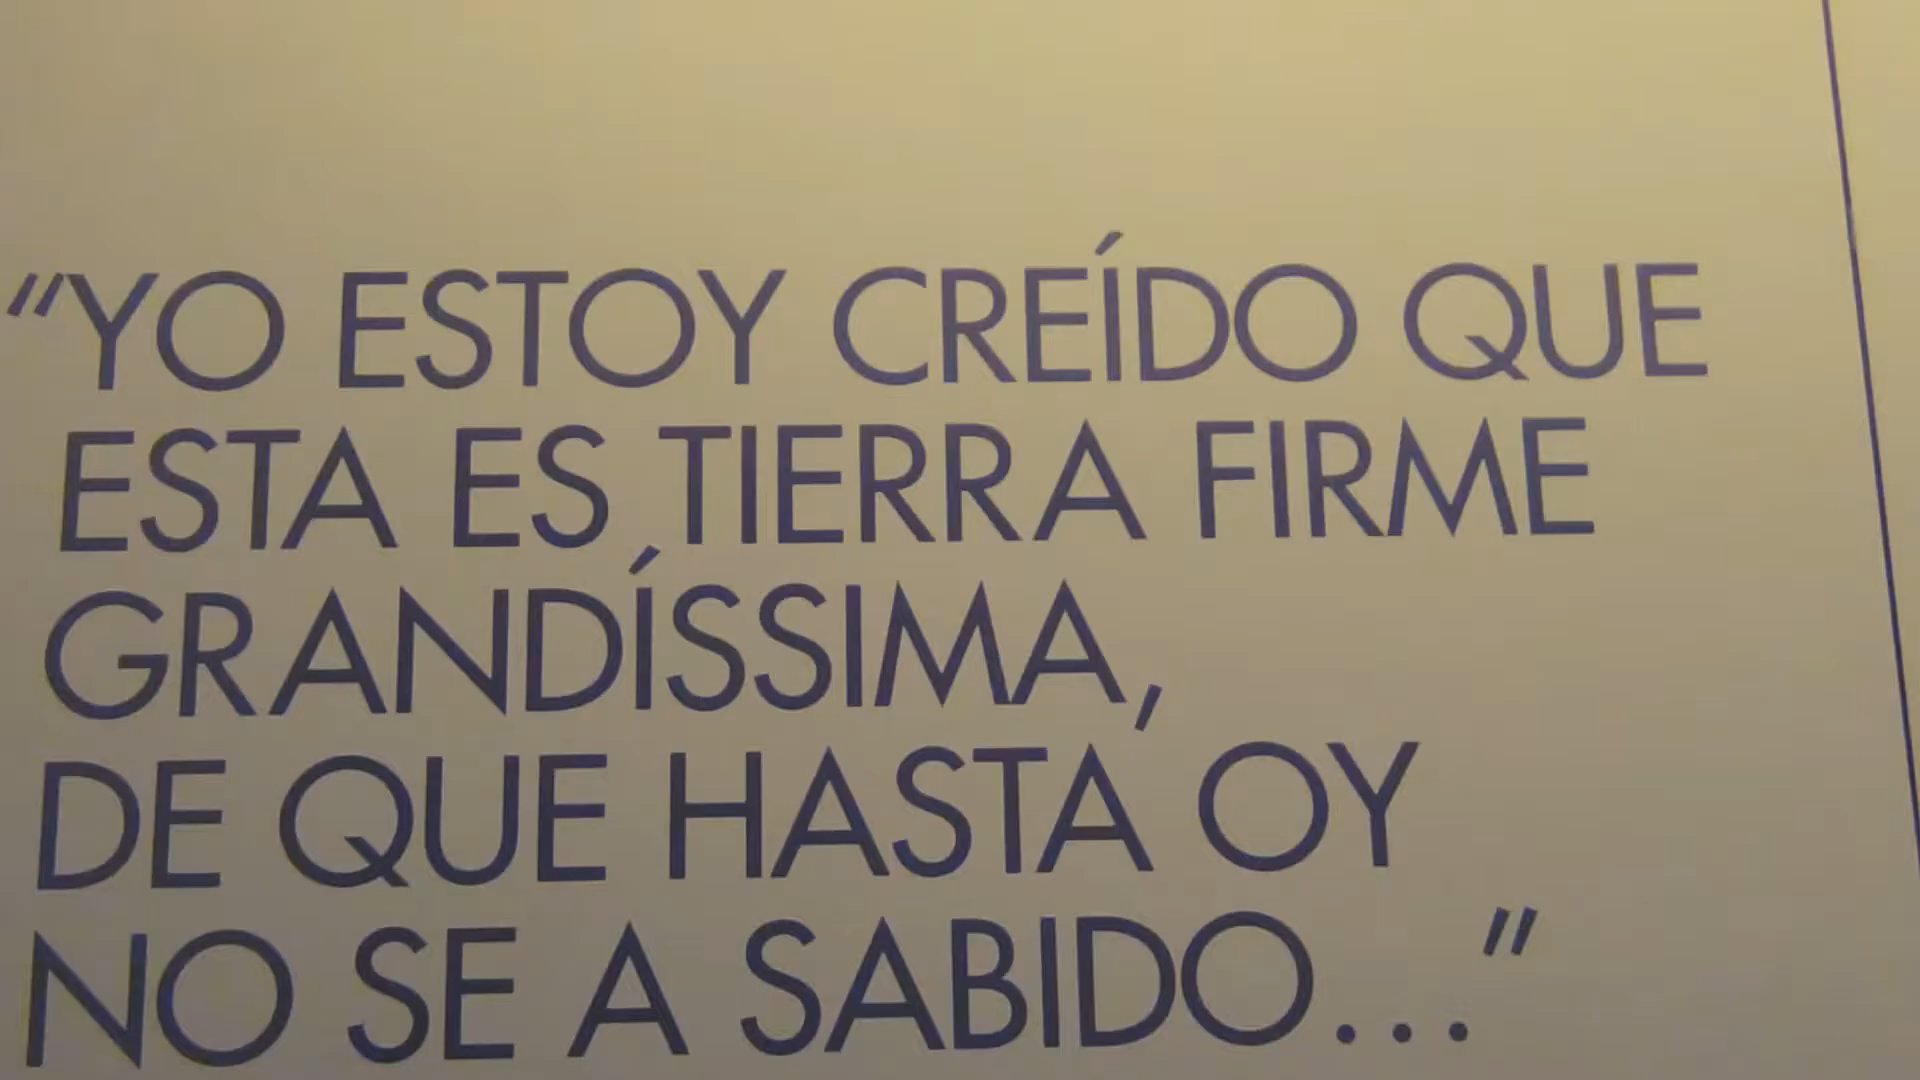 “YO ESTOY CREÍDO QUE
ESTA ES TIERRA FIRME
GRANDÍSSIMA,
DE QUE HASTA OY
NO SE A SABIDO...”